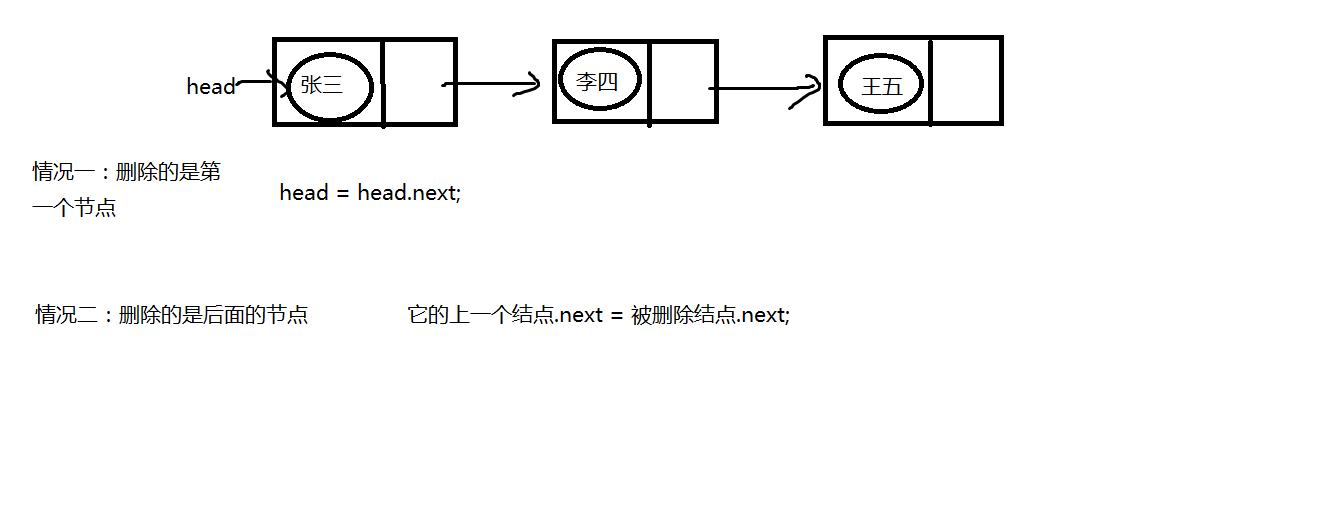 head 张三 李四 王五
情况一：删除的是第
一个节点
head = head.next;
情况二：删除的是后面的节点 它的上一个结点.next = 被删除结点.next;